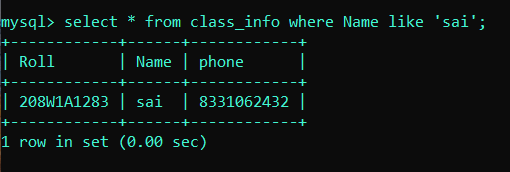 mysql> select * from class_info where Name like 'sai';
+------------+------+------------+
| Roll       | Name | phone      |
+------------+------+------------+
| 208W1A1283 | sai  | 8331062432 |
+------------+------+------------+
1 row in set (0.00 sec)